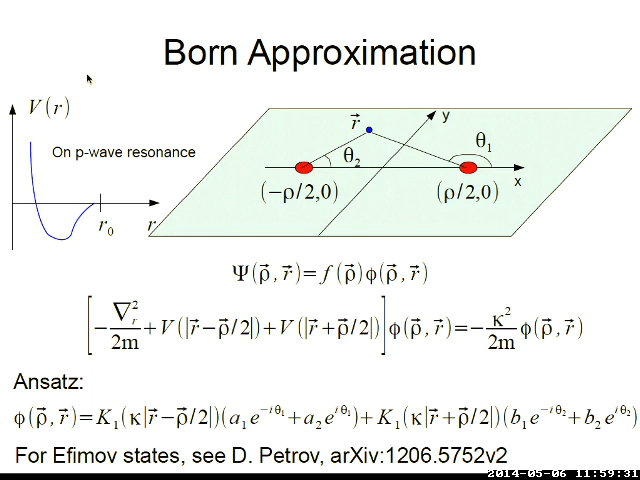 Born Approximation
V(r)
On p-wave resonance
r₀
r
r⃗
y
θ₂
θ₁
x
(−ρ/2,0)
(ρ/2,0)
Ψ(ρ⃗, r⃗)=f(ρ⃗)ϕ(ρ⃗, r⃗)
[−∇ᵣ²/2m+V(|r⃗−ρ⃗/2|)+V(|r⃗+ρ⃗/2|)]ϕ(ρ⃗, r⃗)=−κ²/2m ϕ(ρ⃗, r⃗)
Ansatz:
ϕ(ρ⃗, r⃗)=K₁(κ|r⃗−ρ⃗/2|)(a₁e^{−iθ₁}+a₂e^{iθ₁})+K₁(κ|r⃗+ρ⃗/2|)(b₁e^{−iθ₂}+b₂e^{iθ₂})
For Efimov states, see D. Petrov, arXiv:1206.5752v2
2014-05-06 11:59:31